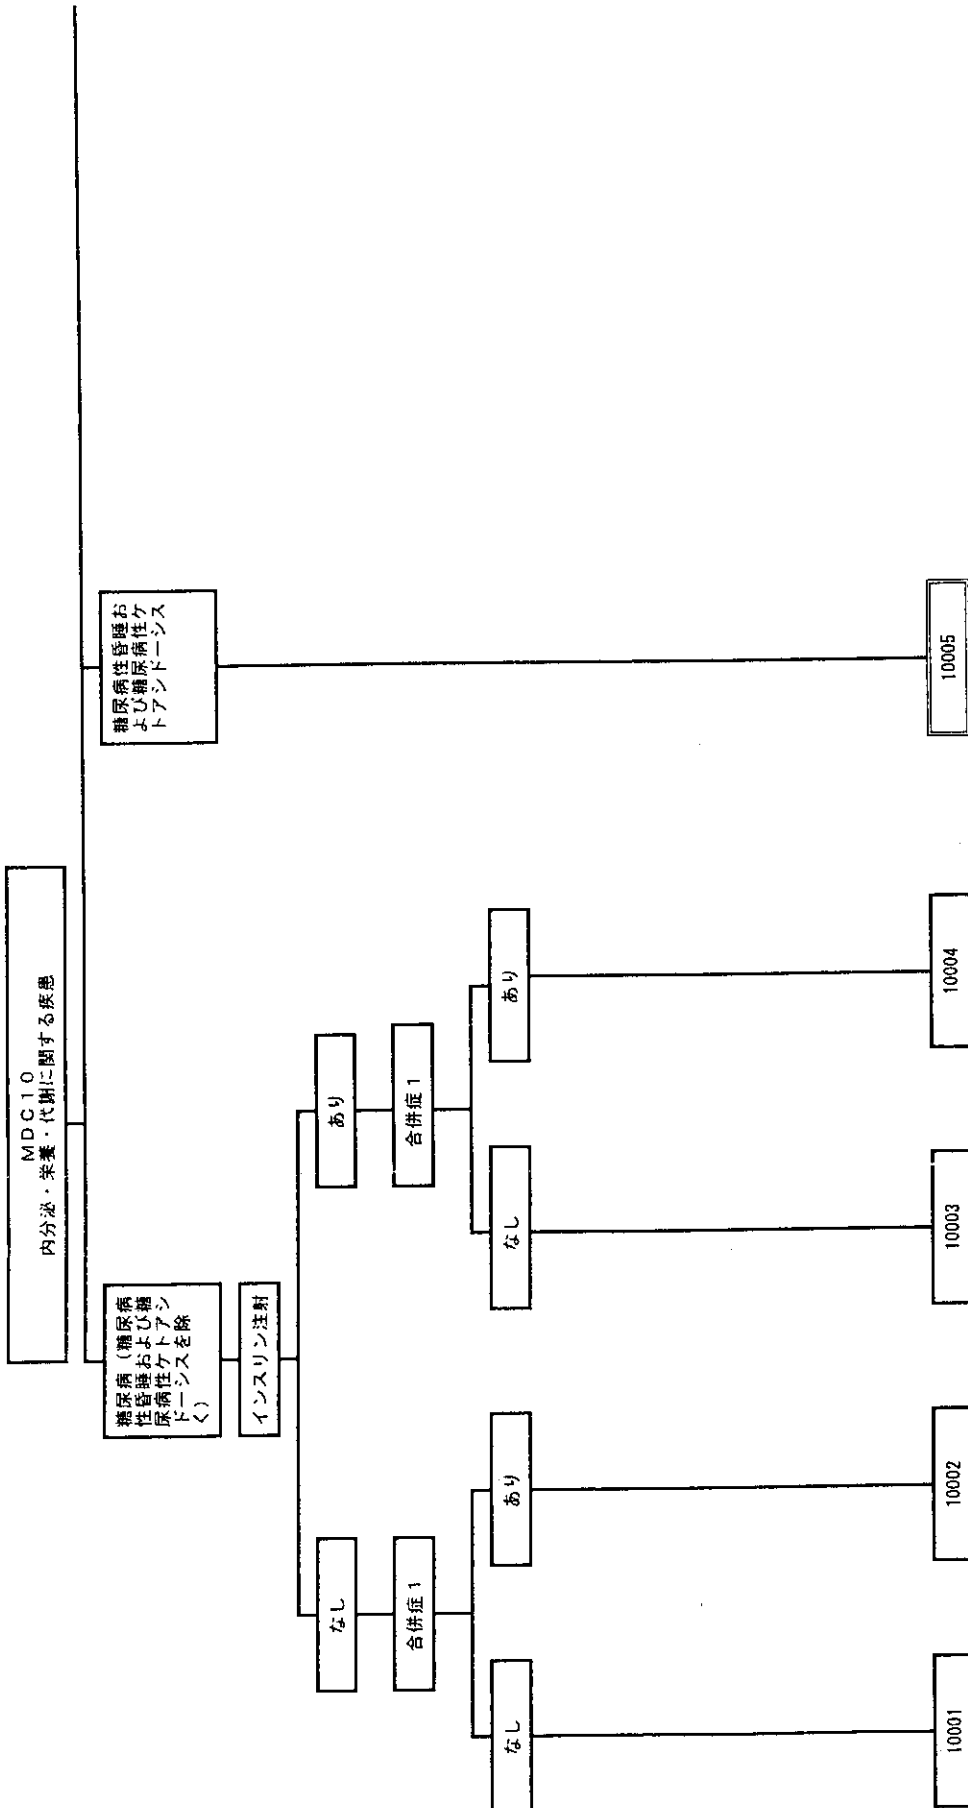 MDC10
内分泌・栄養・代謝に関する疾患
糖尿病（糖尿病
性昏睡および糖
尿病性ケトアシ
ドーシスを除
く）
インスリン注射
なし
合併症1
なし
10001
あり
10002
あり
合併症1
なし
10003
あり
10004
糖尿病性昏睡お
よび糖尿病性ケ
トアシドーシス
10005